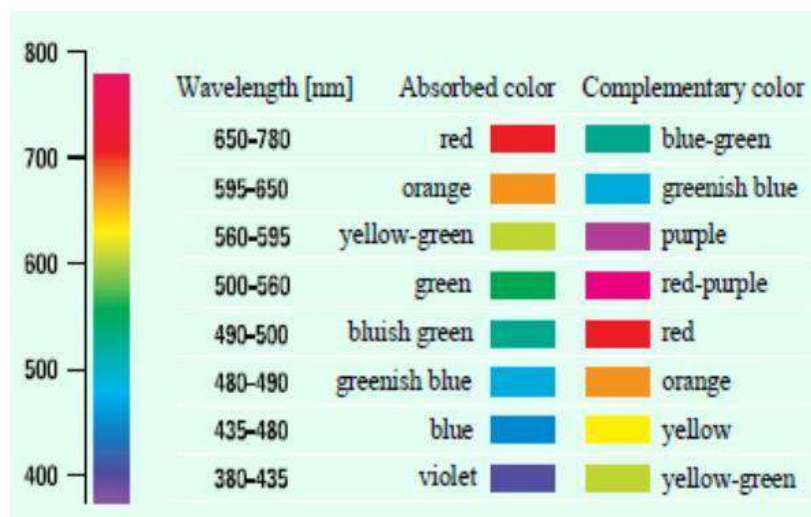 800
700
600
500
400
Wavelength [nm] Absorbed color Complementary color
650–780 red blue-green
595–650 orange greenish blue
560–595 yellow-green purple
500–560 green red-purple
490–500 bluish green red
480–490 greenish blue orange
435–480 blue yellow
380–435 violet yellow-green